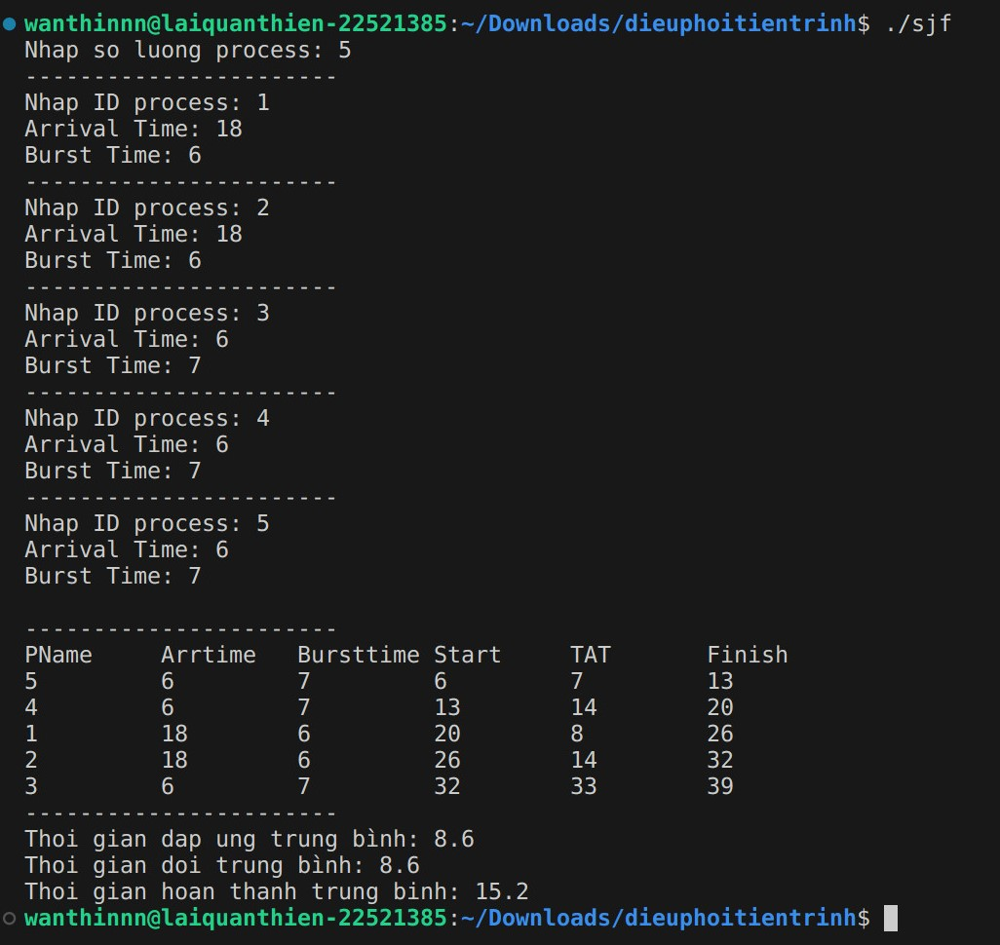 wanthinnn@laiquanthien-22521385:~/Downloads/dieuphoitientrinh$ ./sjf
Nhap so luong process: 5
-----------------------
Nhap ID process: 1
Arrival Time: 18
Burst Time: 6
-----------------------
Nhap ID process: 2
Arrival Time: 18
Burst Time: 6
-----------------------
Nhap ID process: 3
Arrival Time: 6
Burst Time: 7
-----------------------
Nhap ID process: 4
Arrival Time: 6
Burst Time: 7
-----------------------
Nhap ID process: 5
Arrival Time: 6
Burst Time: 7
-----------------------
PName Arrtime Bursttime Start TAT Finish
5 6 7 6 7 13
4 6 7 13 14 20
1 18 6 20 8 26
2 18 6 26 14 32
3 6 7 32 33 39
-----------------------
Thoi gian dap ung trung bình: 8.6
Thoi gian doi trung bình: 8.6
Thoi gian hoan thanh trung binh: 15.2
wanthinnn@laiquanthien-22521385:~/Downloads/dieuphoitientrinh$